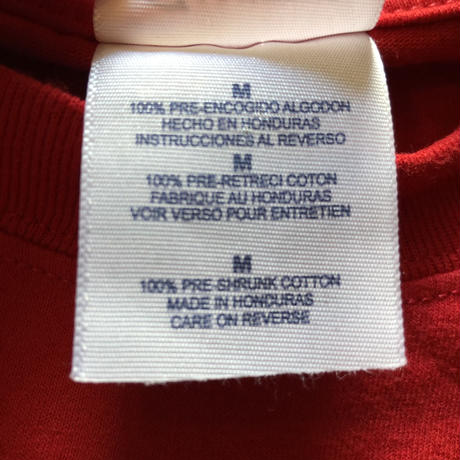 M
100% PRE-ENCOGIDO ALGODON
HECHO EN HONDURAS
INSTRUCCIONES AL REVERSO
M
100% PRE-RETRECI COTON
FABRIQUE AU HONDURAS
VOIR VERSO POUR ENTRETIEN
M
100% PRE-SHRUNK COTTON
MADE IN HONDURAS
CARE ON REVERSE